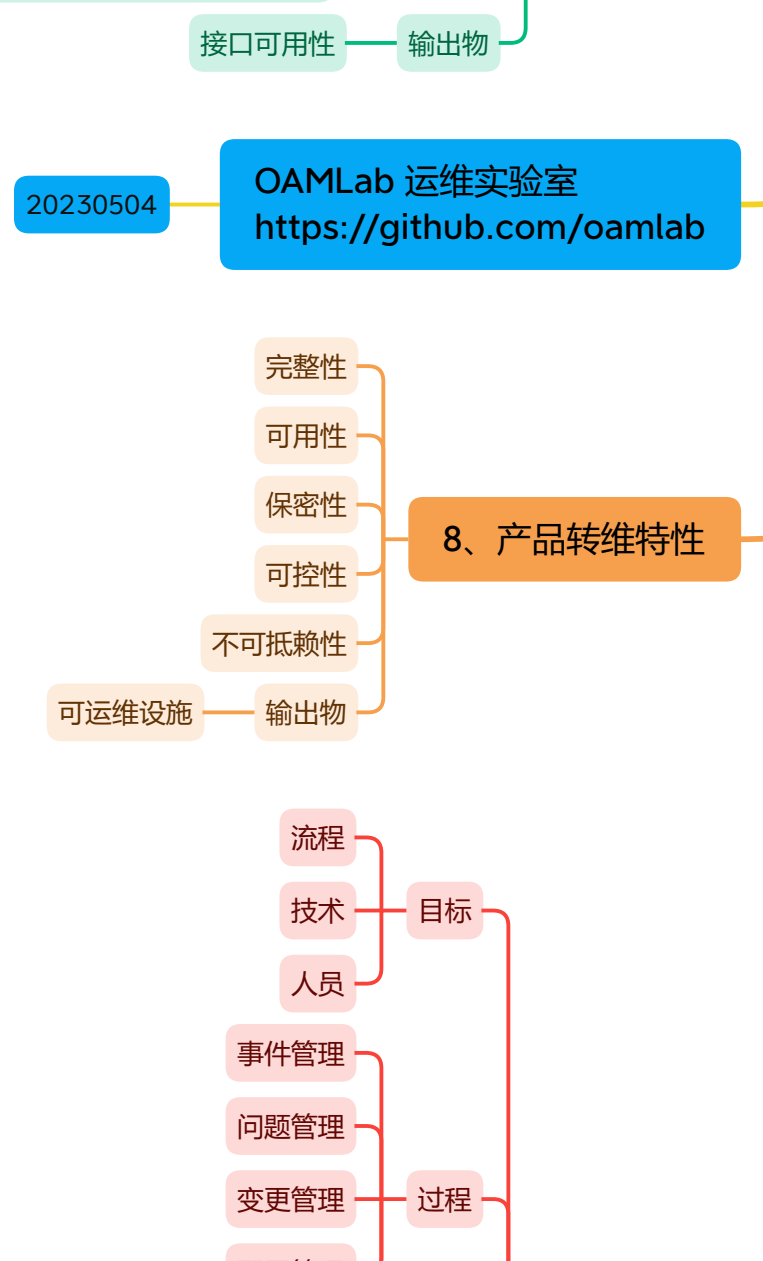 接口可用性
输出物
20230504
OAMLab 运维实验室
https://github.com/oamlab
完整性
可用性
保密性
可控性
不可抵赖性
可运维设施
输出物
8、产品转维特性
流程
技术
人员
目标
事件管理
问题管理
变更管理
过程